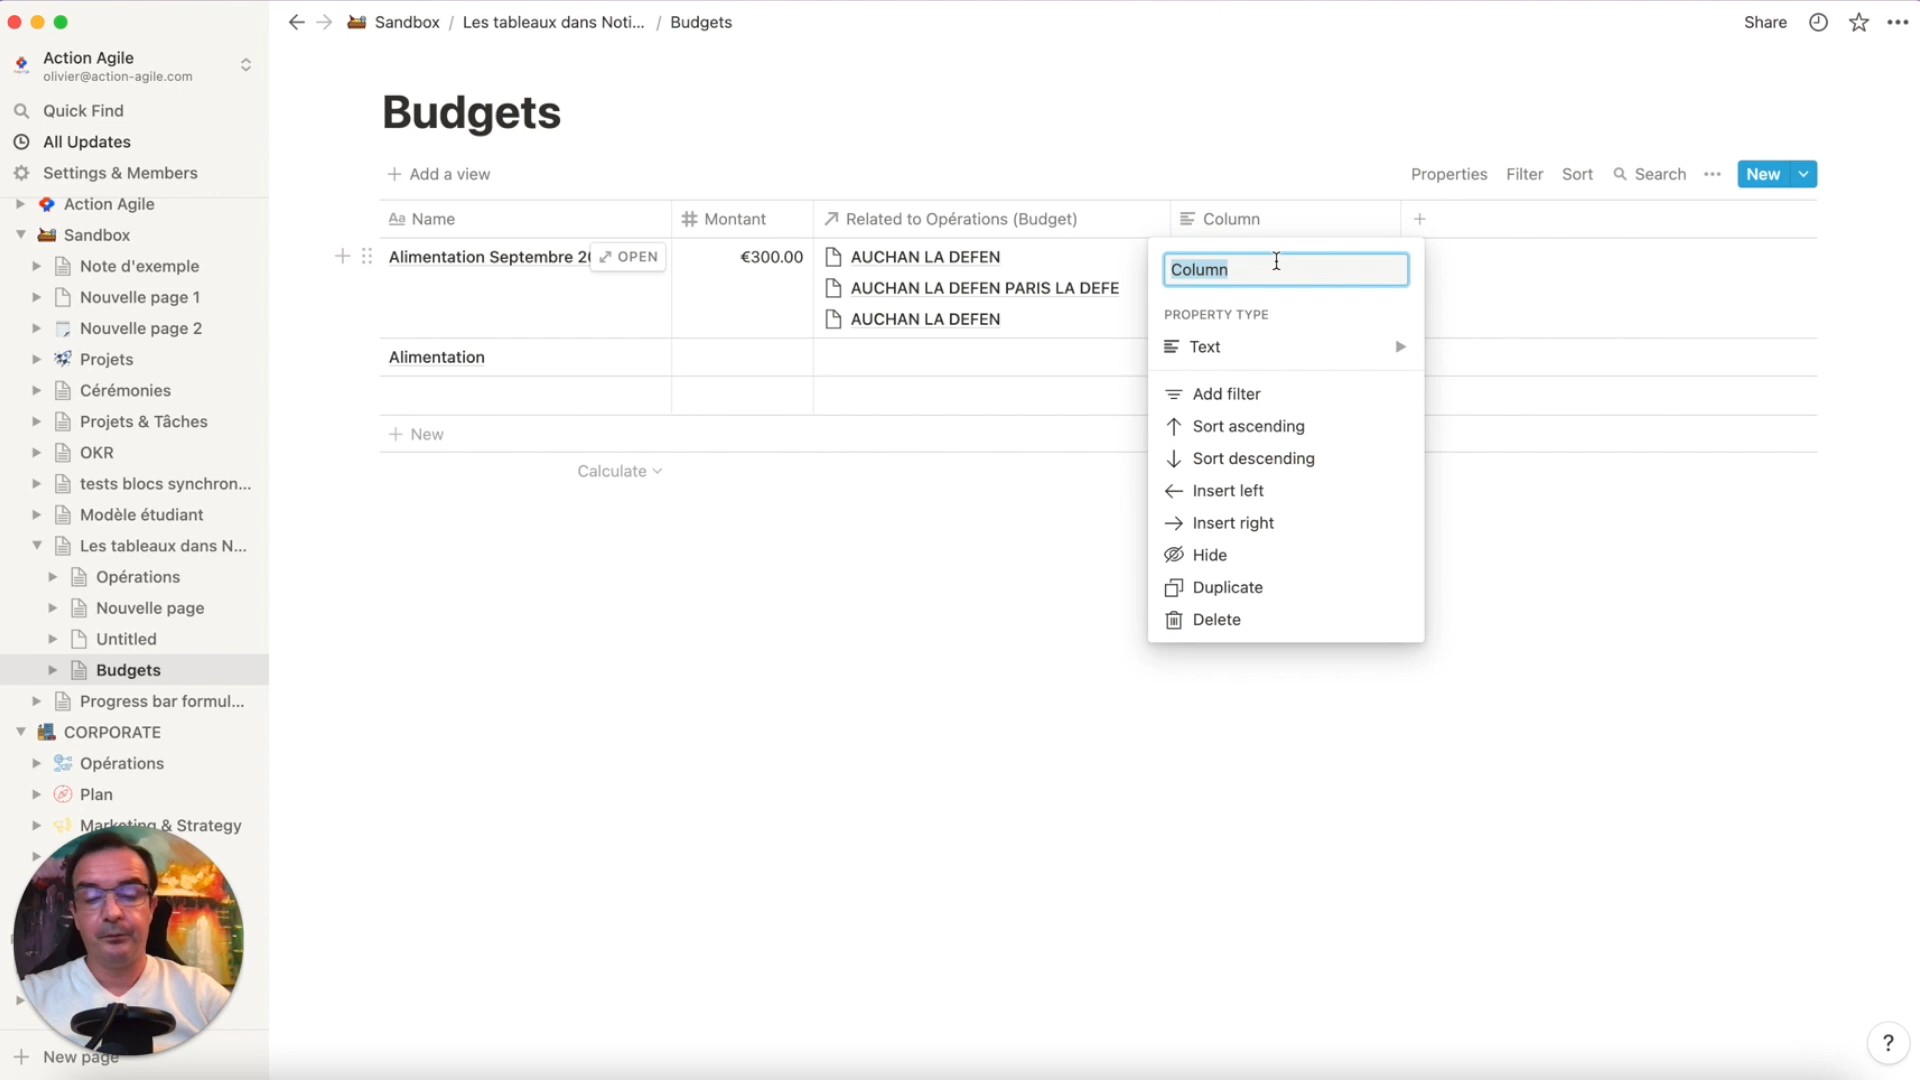 Sandbox / Les tableaux dans Noti... / Budgets
Share
Action Agile
olivier@action-agile.com
Quick Find
All Updates
Settings & Members
Action Agile
Sandbox
Note d'exemple
Nouvelle page 1
Nouvelle page 2
Projets
Cérémonies
Projets & Tâches
OKR
tests blocs synchron...
Modèle étudiant
Les tableaux dans N...
Opérations
Nouvelle page
Untitled
Budgets
Progress bar formul...
CORPORATE
Opérations
Plan
Marketing & Strategy
New page
Budgets
Add a view
Properties Filter Sort Search New
Aa Name Montant Related to Opérations (Budget) Column
Alimentation Septembre 20 OPEN €300.00 AUCHAN LA DEFEN
AUCHAN LA DEFEN PARIS LA DEFE
AUCHAN LA DEFEN
Alimentation
New
Calculate
Column
PROPERTY TYPE
Text
Add filter
Sort ascending
Sort descending
Insert left
Insert right
Hide
Duplicate
Delete
?